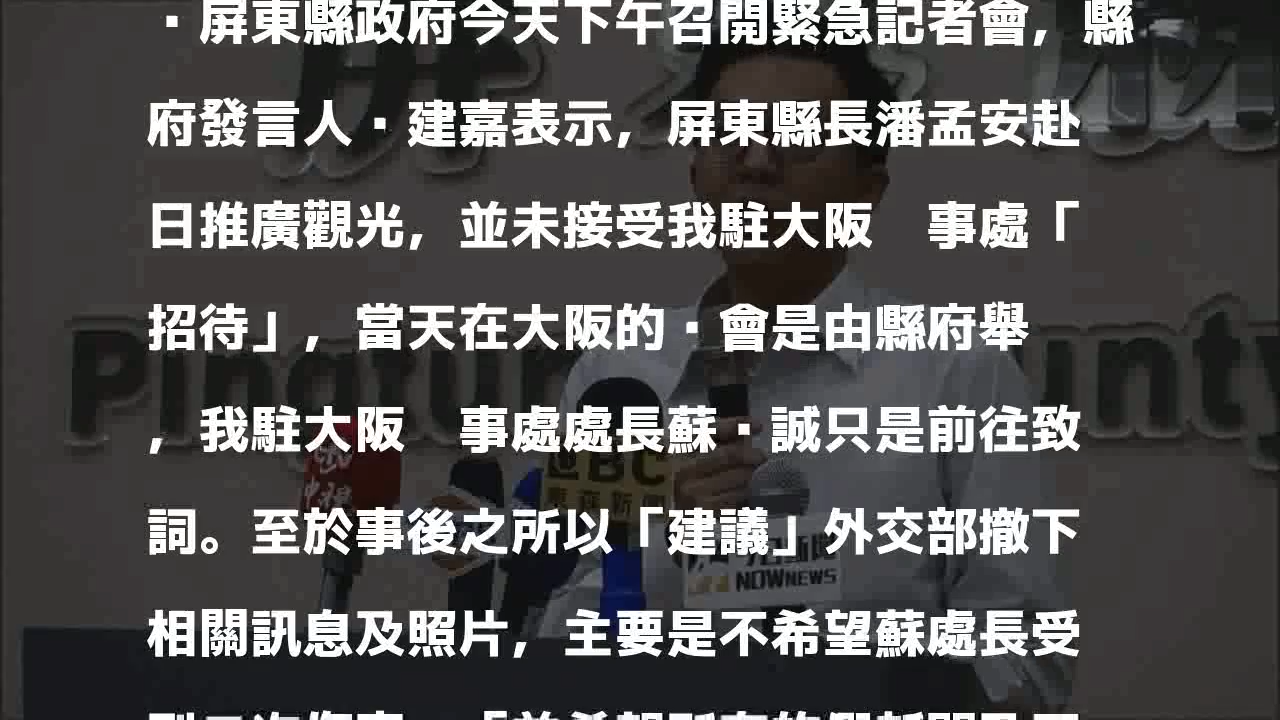 ▪屏東縣政府今天下午召開緊急記者會，縣
府發言人▪建嘉表示，屏東縣長潘孟安赴
日推廣觀光，並未接受我駐大阪　事處「
招待」，當天在大阪的▪會是由縣府舉
，我駐大阪　事處處長蘇▪誠只是前往致
詞。至於事後之所以「建議」外交部撤下
相關訊息及照片，主要是不希望蘇處長受
EBC
東森新聞
NOWNEWS